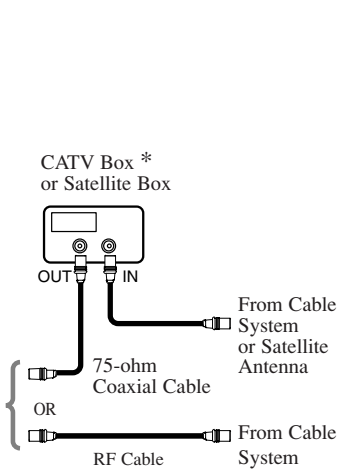 CATV Box *
or Satellite Box
OUT
IN
From Cable
System
or Satellite
Antenna
75-ohm
Coaxial Cable
OR
From Cable
System
RF Cable